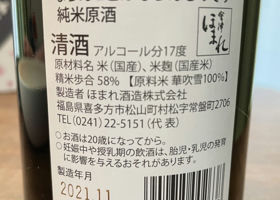 純米原酒
清酒 アルコール分17度
原材料名 米(国産)、米麹(国産米)
精米歩合 58% 【原料米 華吹雪100%】
製造者 ほまれ酒造株式会社
福島県喜多方市松山町村松字常盤町2706
TEL (0241) 22-5151 (代表)
○お酒は20歳になってから。
○妊娠中や授乳期の飲酒は、胎児・乳児の発育
に影響を与えるおそれがあります。
製造年月
2021.11
会津
ほまれ